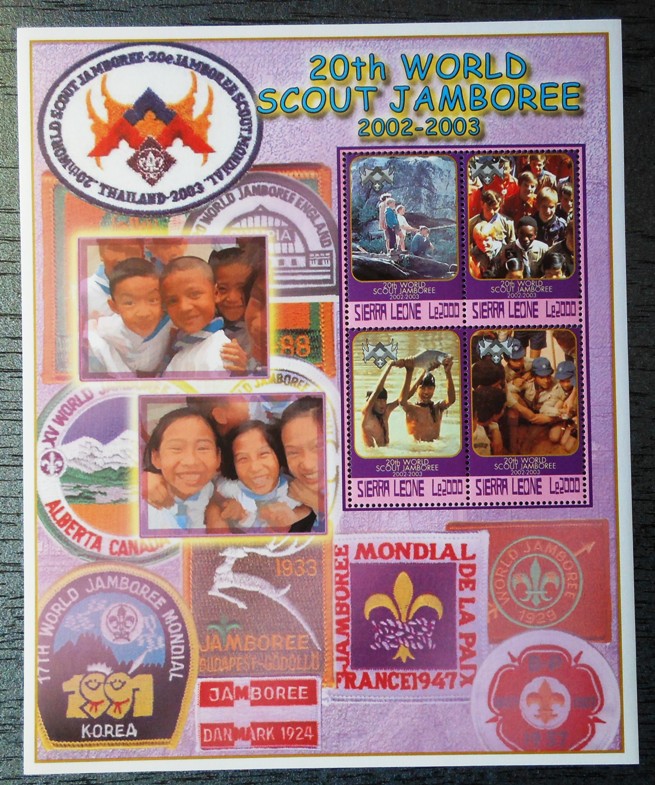 20th WORLD SCOUT JAMBOREE-20e JAMBOREE SCOUT MONDIAL,
THAILAND-2003
20th WORLD
SCOUT JAMBOREE
2002-2003
WORLD JAMBOREE ENGLAND
20TH WORLD
SCOUT JAMBOREE
2002-2003
SIERRA LEONE Le2000
20TH WORLD
SCOUT JAMBOREE
2002-2003
SIERRA LEONE Le2000
20TH WORLD
SCOUT JAMBOREE
2002-2003
SIERRA LEONE Le2000
20TH WORLD
SCOUT JAMBOREE
2002-2003
SIERRA LEONE Le2000
XV WORLD
JAMBOREE
ALBERTA CANADA
17TH WORLD JAMBOREE MONDIAL
1991
KOREA
1933
JAMBOREE
BUDAPEST-GÖDÖLLŐ
JAMBOREE
DANMARK 1924
JAMBOREE MONDIAL DE LA PAIX
FRANCE 1947
WORLD JAMBOREE
1929
1937